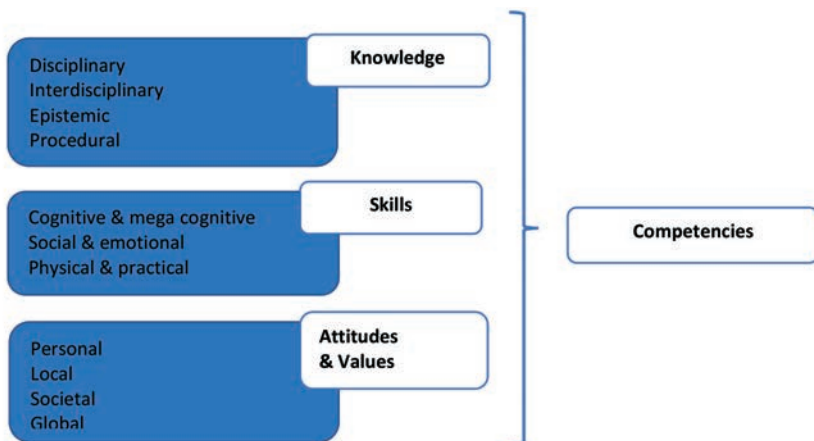 Knowledge
Disciplinary
Interdisciplinary
Epistemic
Procedural
Skills
Cognitive & mega cognitive
Social & emotional
Physical & practical
Attitudes
& Values
Personal
Local
Societal
Global
Competencies